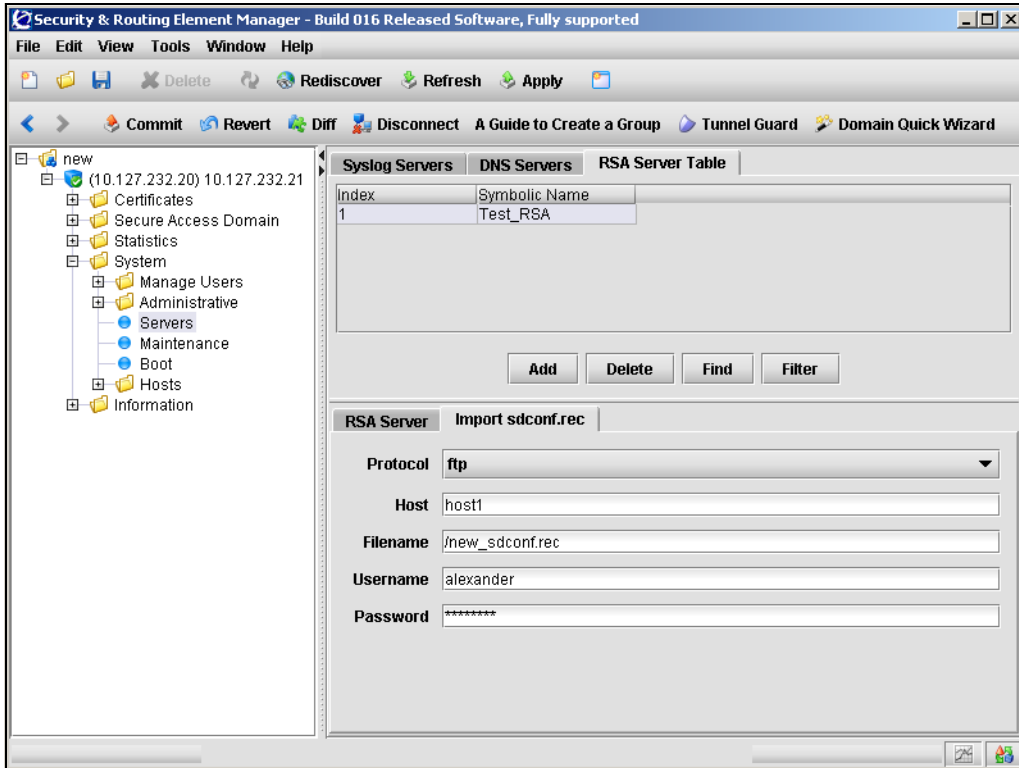 Security & Routing Element Manager - Build 016 Released Software, Fully supported
File Edit View Tools Window Help
Delete Rediscover Refresh Apply
Commit Revert Diff Disconnect A Guide to Create a Group Tunnel Guard Domain Quick Wizard
new
(10.127.232.20) 10.127.232.21
Certificates
Secure Access Domain
Statistics
System
Manage Users
Administrative
Servers
Maintenance
Boot
Hosts
Information
Syslog Servers DNS Servers RSA Server Table
Index Symbolic Name
1 Test_RSA
Add Delete Find Filter
RSA Server Import sdconf.rec
Protocol ftp
Host host1
Filename /new_sdconf.rec
Username alexander
Password ********